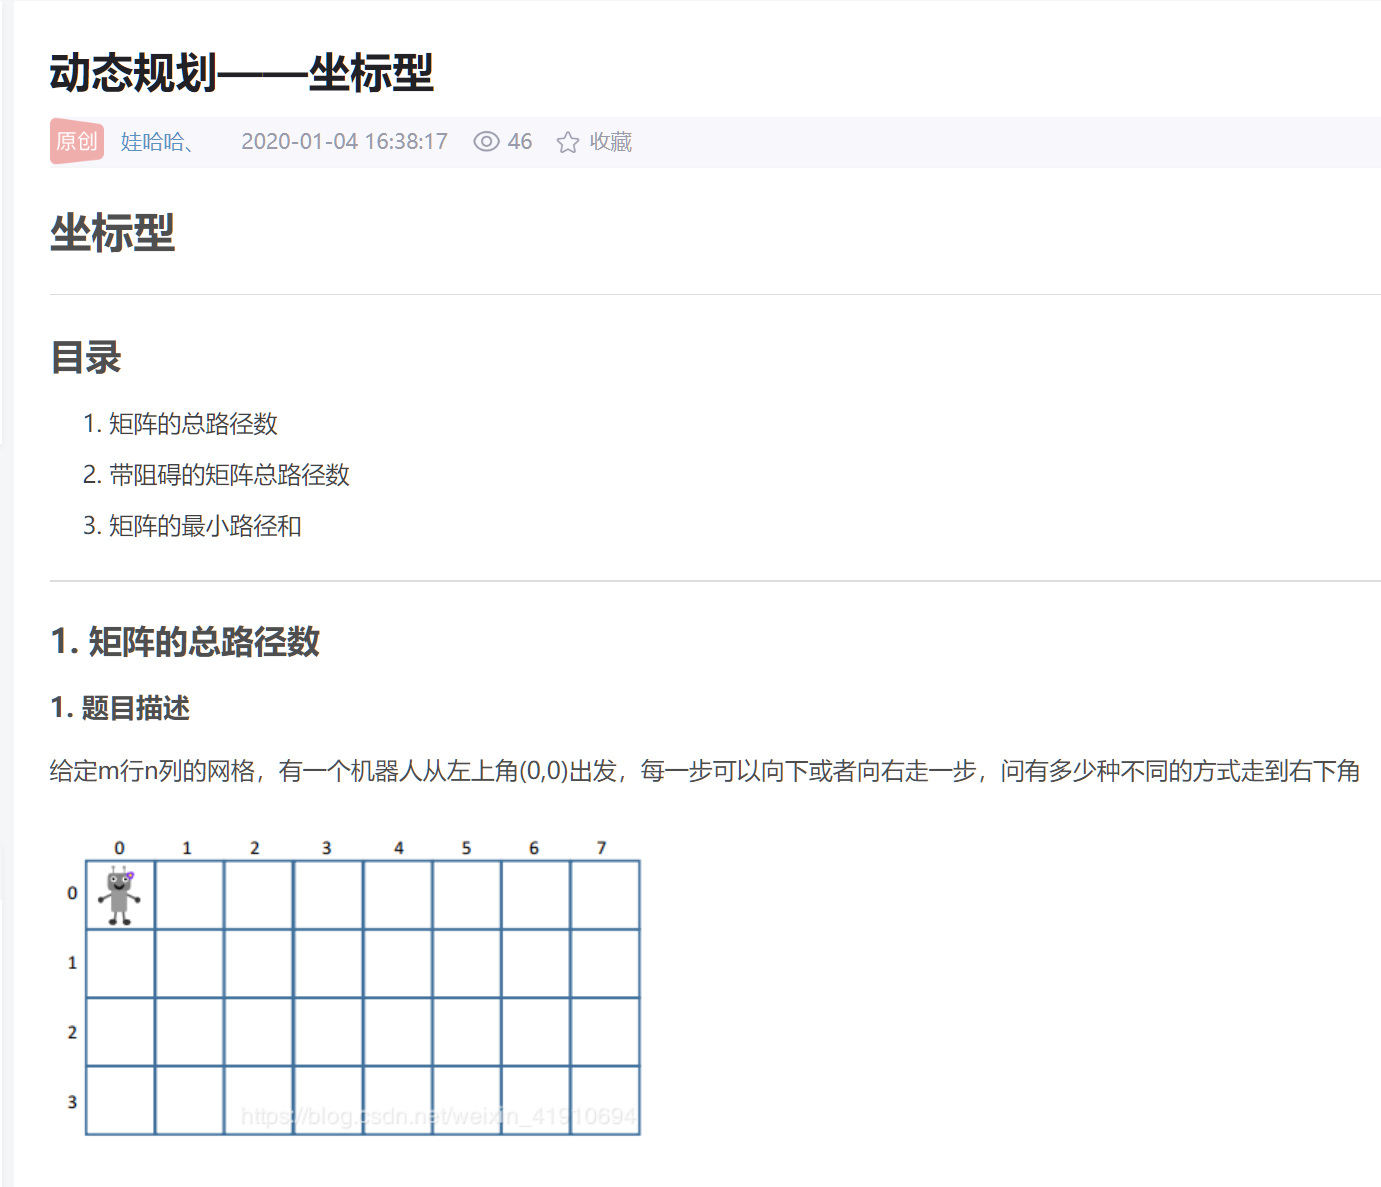 动态规划——坐标型
原创 娃哈哈、 2020-01-04 16:38:17 46 收藏
坐标型
目录
1. 矩阵的总路径数
2. 带阻碍的矩阵总路径数
3. 矩阵的最小路径和
1. 矩阵的总路径数
1. 题目描述
给定m行n列的网格，有一个机器人从左上角(0,0)出发，每一步可以向下或者向右走一步，问有多少种不同的方式走到右下角
0 1 2 3 4 5 6 7
0
1
2
3
https://blog.csdn.net/weixin_41910694